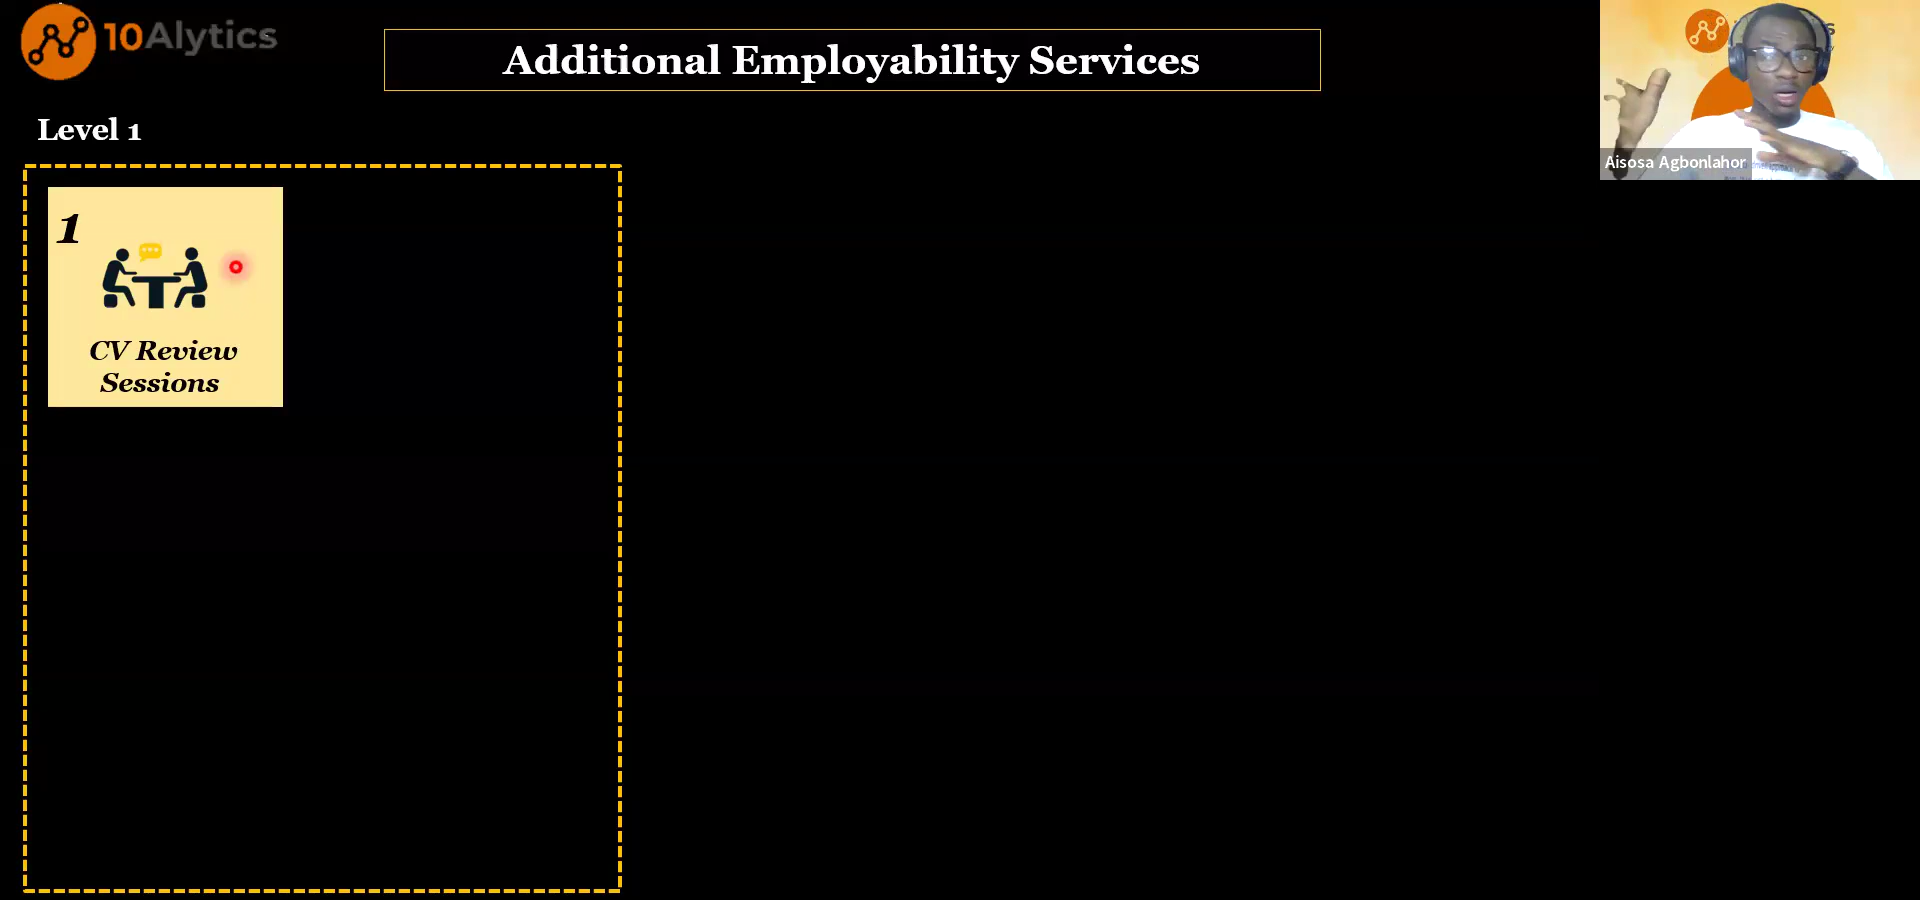 10Alytics
Additional Employability Services
Level 1
1
CV Review
Sessions
Aisosa Agbonlahor